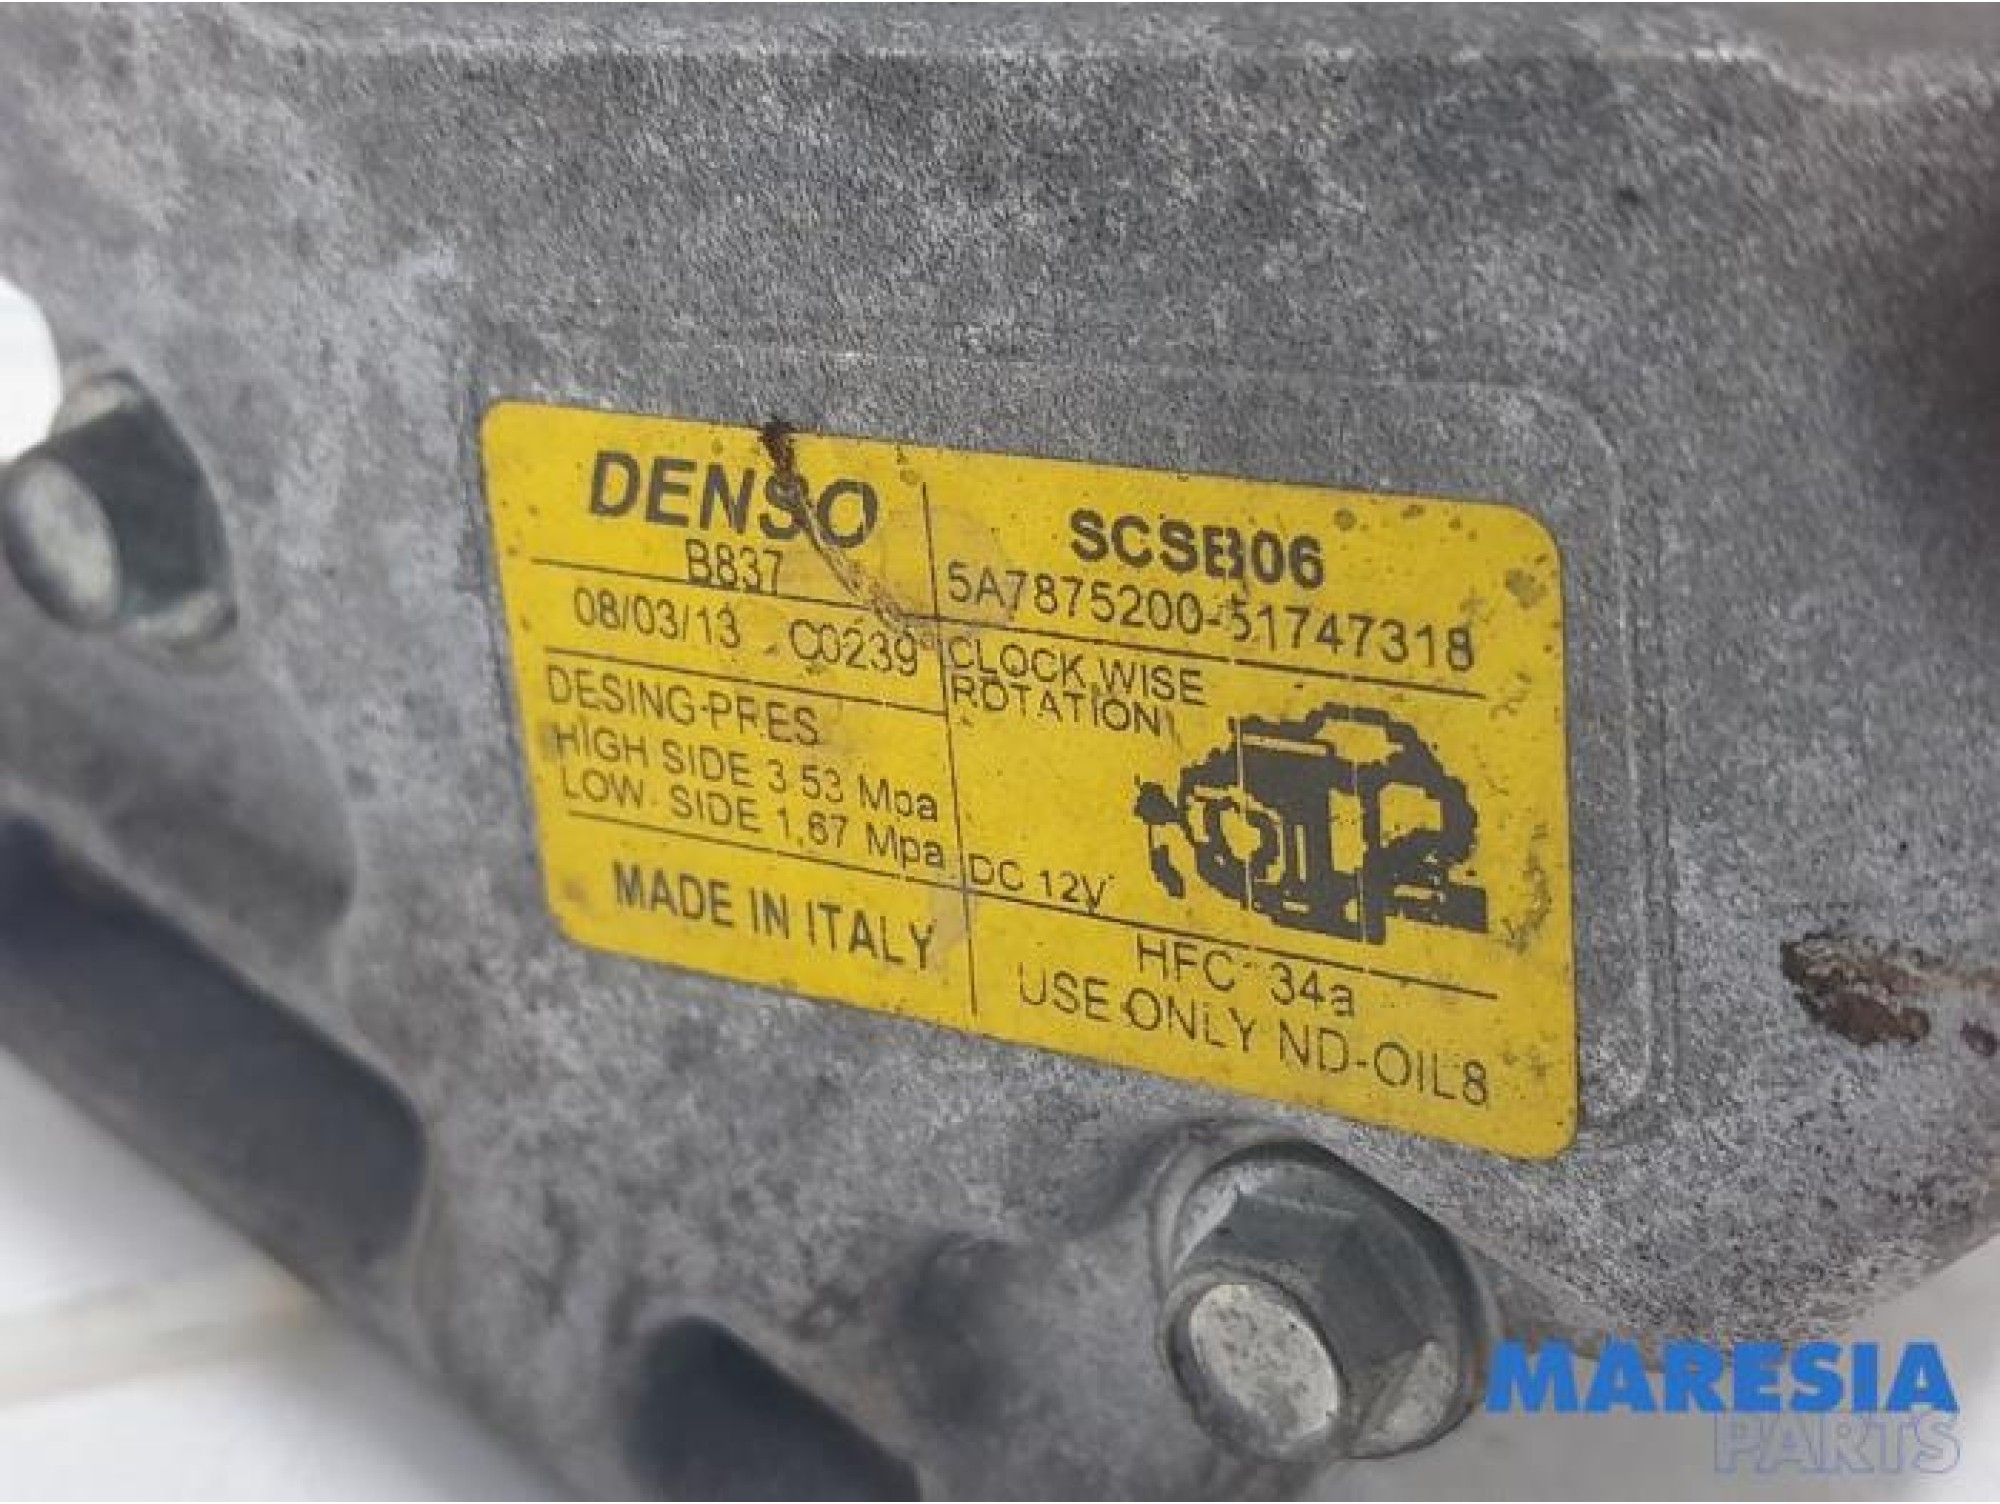 DENSO
B837
08/03/13 C0239
DESING-PRES
HIGH SIDE 3.53 Mpa
LOW SIDE 1.67 Mpa
MADE IN ITALY
SCSB06
5A7875200-51747318
CLOCK WISE
ROTATION
DC 12V
HFC 34a
USE ONLY ND-OIL8
MARESIA
PARTS